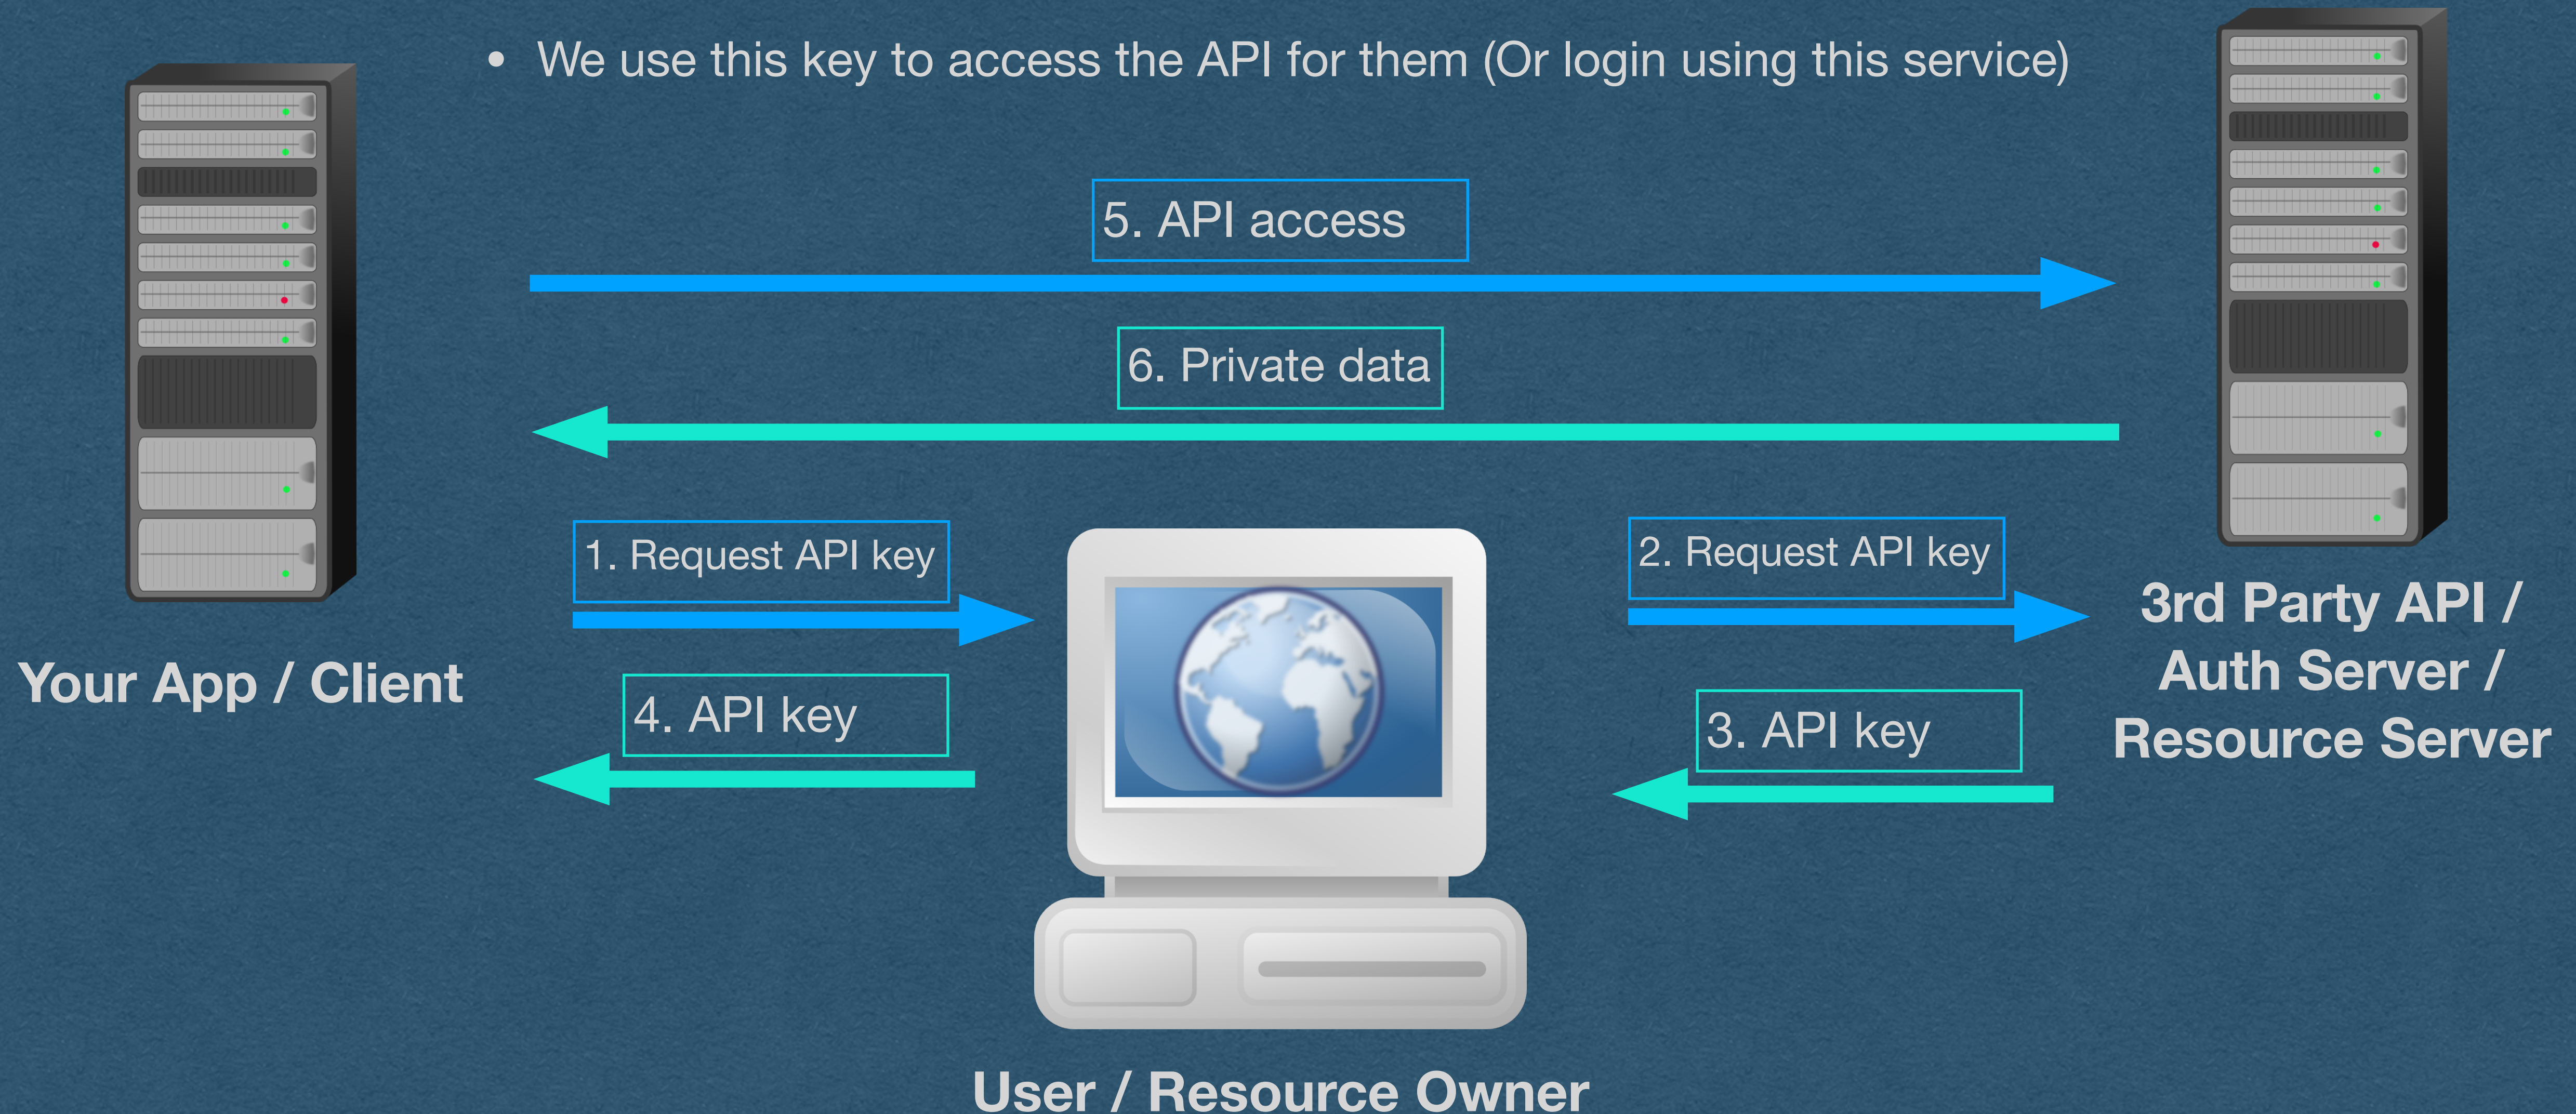 • We use this key to access the API for them (Or login using this service)
5. API access
6. Private data
1. Request API key
2. Request API key
4. API key
3. API key
Your App / Client
3rd Party API /
Auth Server /
Resource Server
User / Resource Owner